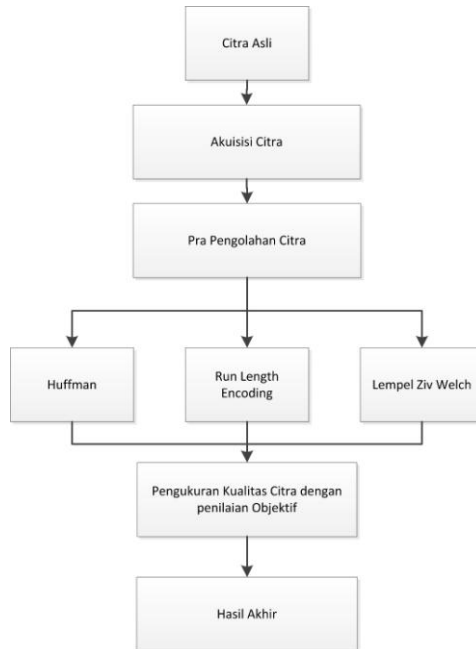 Citra Asli
Akuisisi Citra
Pra Pengolahan Citra
Huffman
Run Length
Encoding
Lempel Ziv Welch
Pengukuran Kualitas Citra dengan
penilaian Objektif
Hasil Akhir